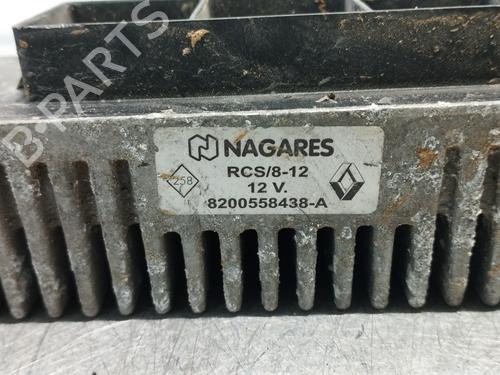 NAGARES
RCS/8-12
258
12 V.
8200558438-A
B-PARTS